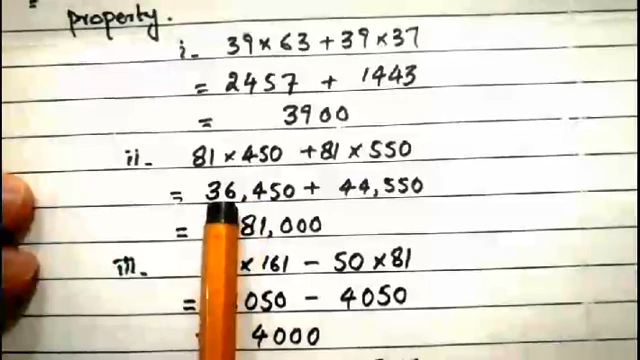 property.
i. 39×63 + 39×37
= 2457 + 1443
= 3900
ii. 81×450 + 81×550
= 36,450 + 44,550
= 81,000
iii. ×161 - 50×81
= 050 - 4050
4000